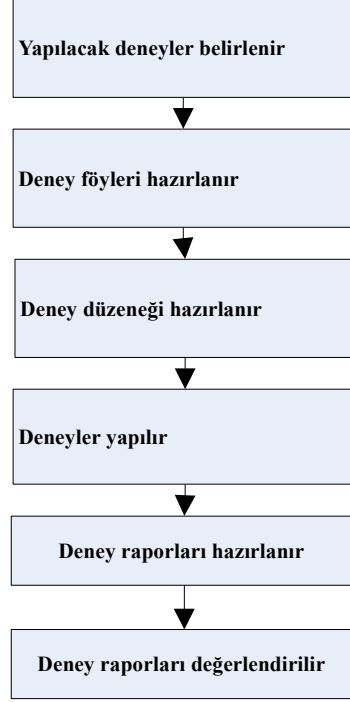 Yapılacak deneyler belirlenir
Deney föyleri hazırlanır
Deney düzeneği hazırlanır
Deneyler yapılır
Deney raporları hazırlanır
Deney raporları değerlendirilir